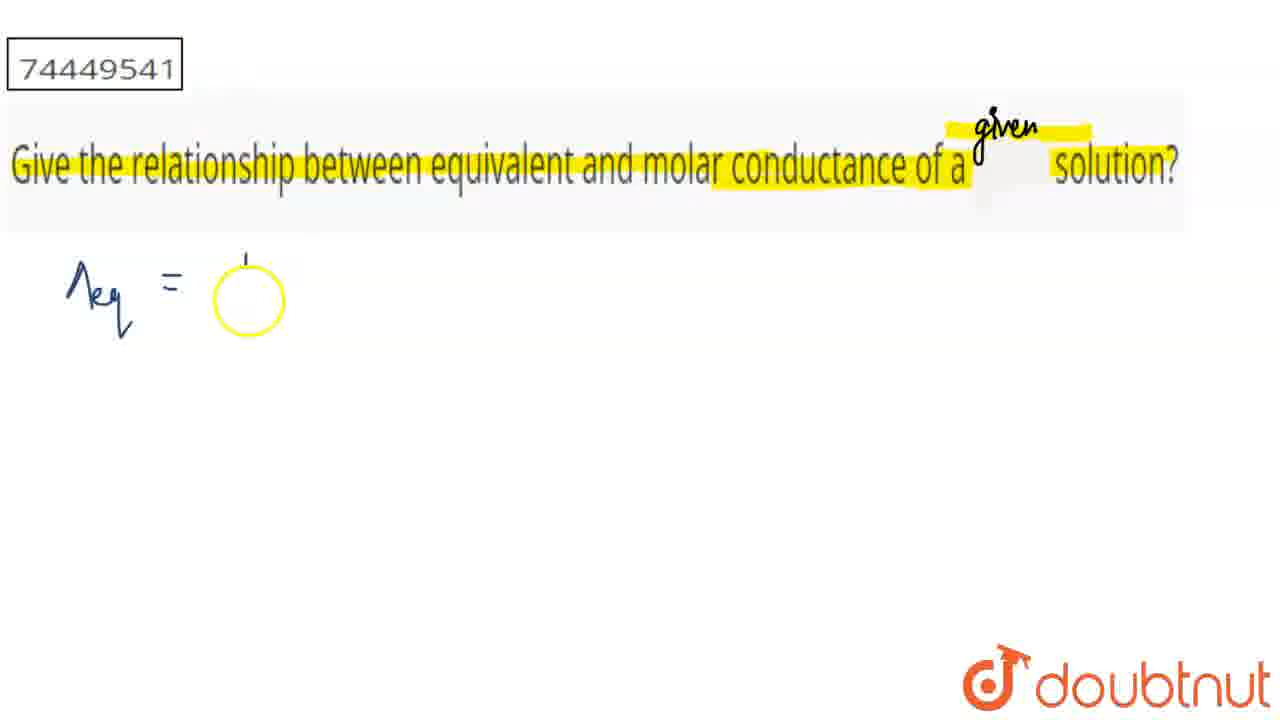 74449541
given
Give the relationship between equivalent and molar conductance of a solution?
Λeq =
doubtnut